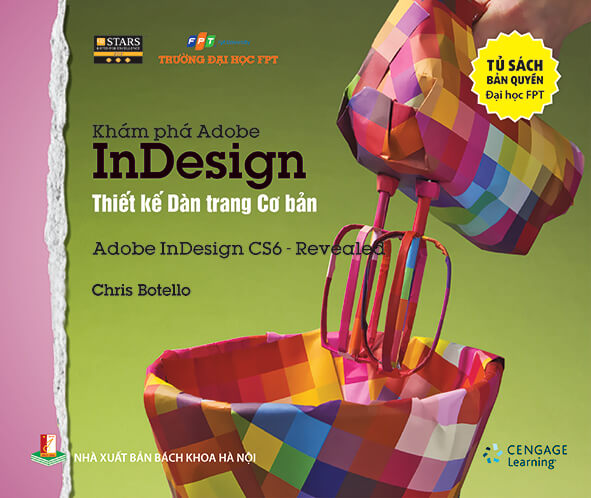 STARS
FPT
TRƯỜNG ĐẠI HỌC FPT
TỦ SÁCH
BẢN QUYỀN
Đại học FPT
Khám phá Adobe
InDesign
Thiết kế Dàn trang Cơ bản
Adobe InDesign CS6 - Revealed
Chris Botello
NHÀ XUẤT BẢN BÁCH KHOA HÀ NỘI
CENGAGE
Learning